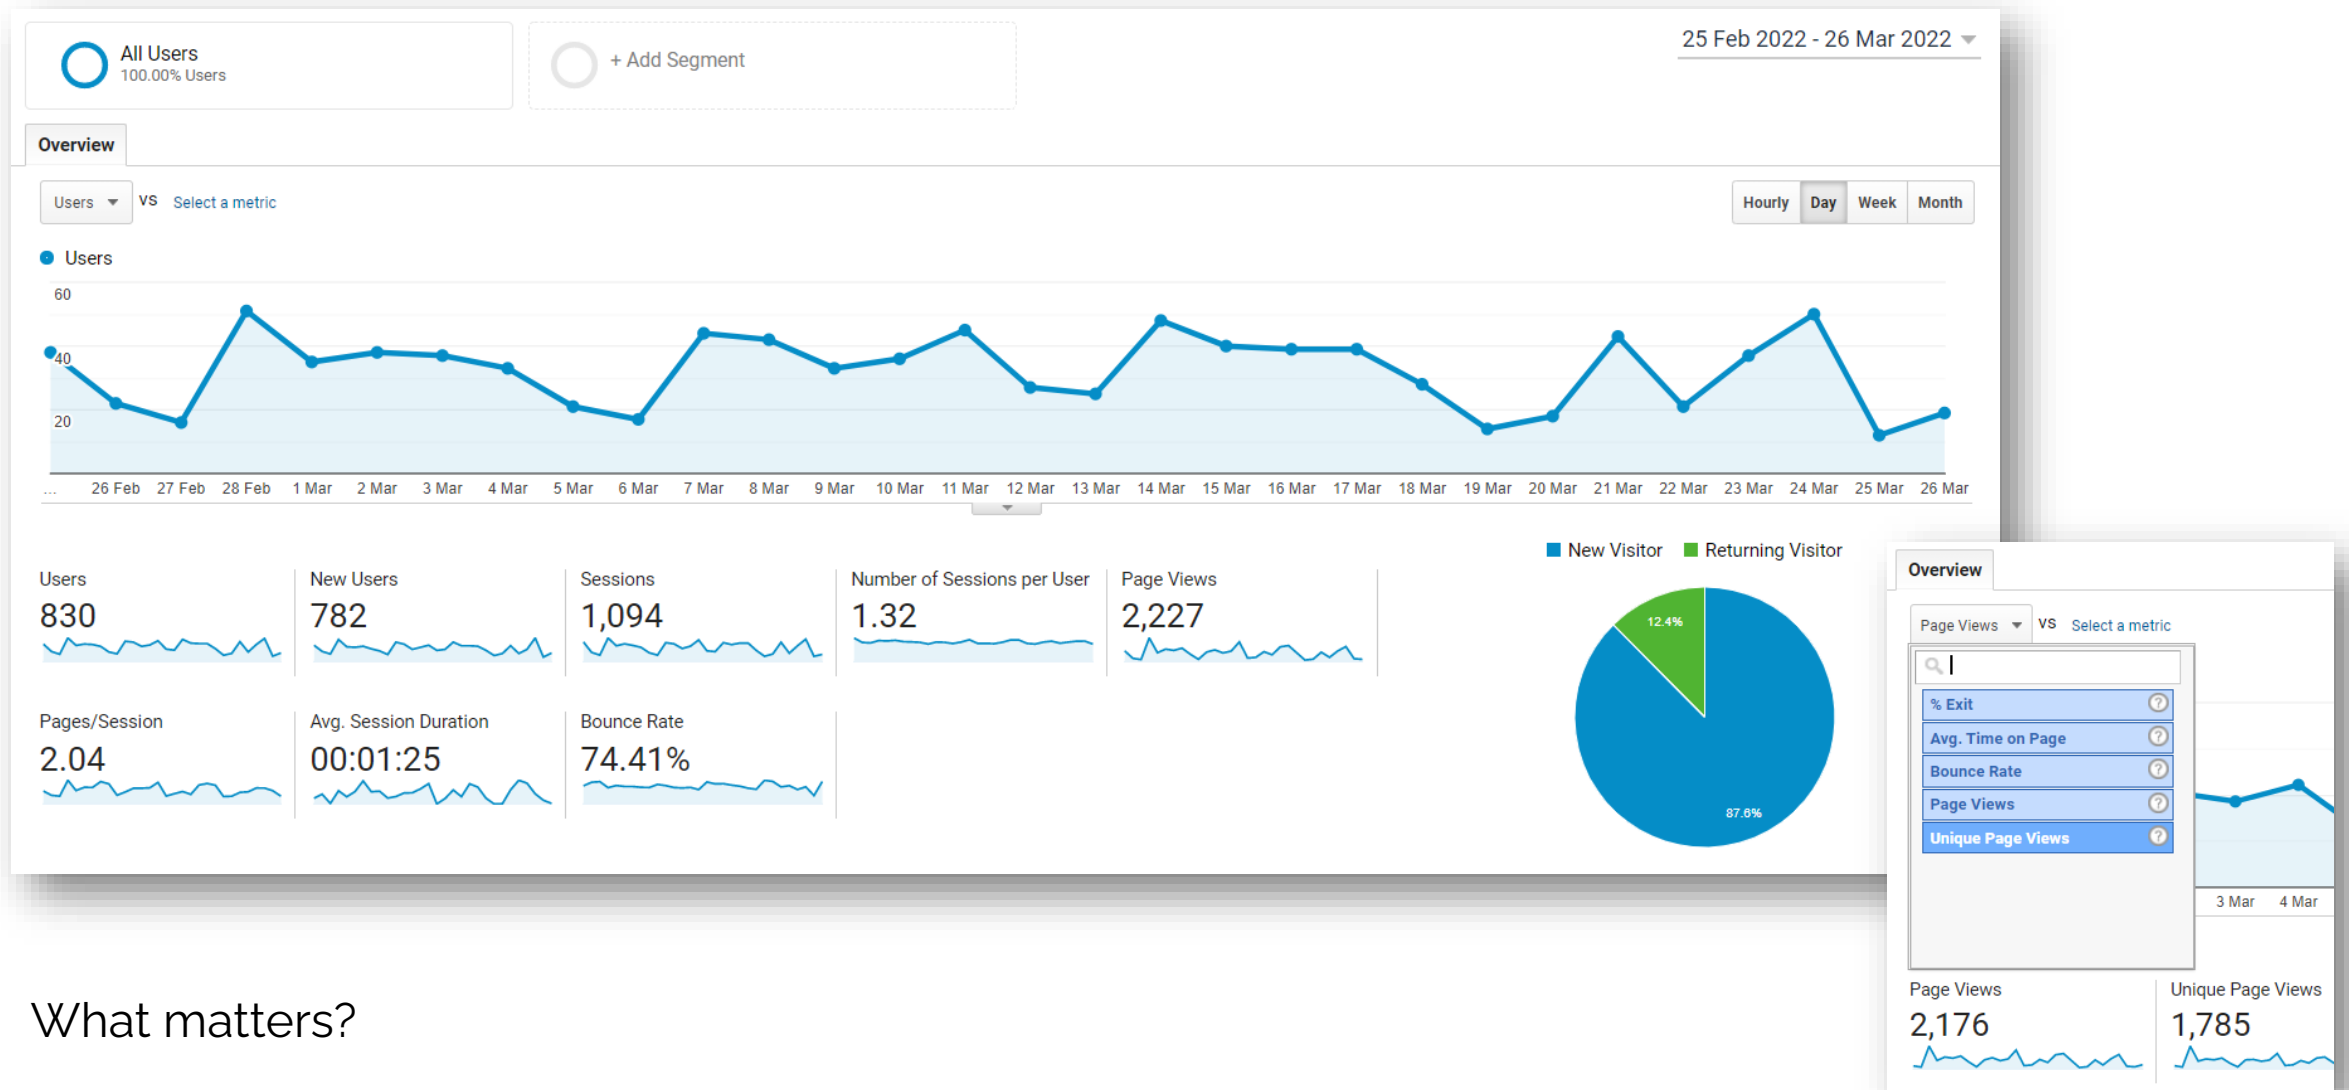 All Users
100.00% Users
+ Add Segment
25 Feb 2022 - 26 Mar 2022
Overview
Users VS Select a metric
Hourly Day Week Month
Users
60
40
20
... 26 Feb 27 Feb 28 Feb 1 Mar 2 Mar 3 Mar 4 Mar 5 Mar 6 Mar 7 Mar 8 Mar 9 Mar 10 Mar 11 Mar 12 Mar 13 Mar 14 Mar 15 Mar 16 Mar 17 Mar 18 Mar 19 Mar 20 Mar 21 Mar 22 Mar 23 Mar 24 Mar 25 Mar 26 Mar
Users
830
New Users
782
Sessions
1,094
Number of Sessions per User
1.32
Page Views
2,227
Pages/Session
2.04
Avg. Session Duration
00:01:25
Bounce Rate
74.41%
New Visitor Returning Visitor
12.4%
87.6%
Overview
Page Views VS Select a metric
% Exit ?
Avg. Time on Page ?
Bounce Rate ?
Page Views ?
Unique Page Views ?
3 Mar 4 Mar
Page Views
2,176
Unique Page Views
1,785
What matters?